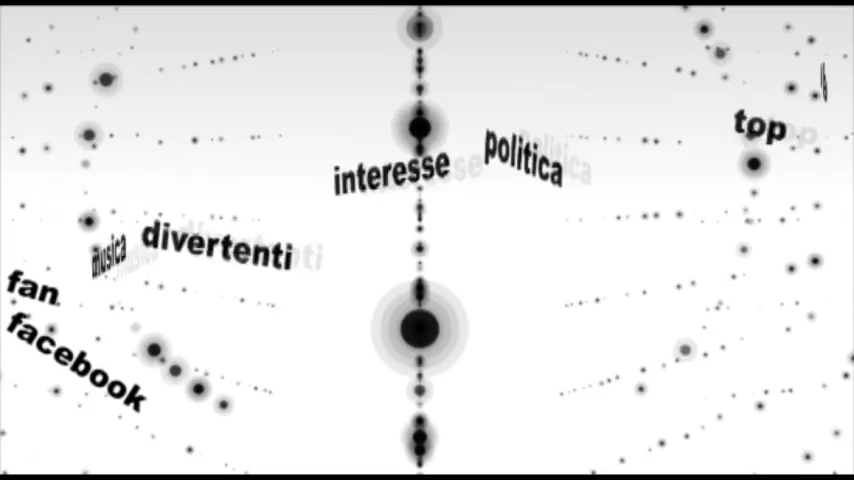 top
interesse
politica
divertenti
musica
fan
facebook